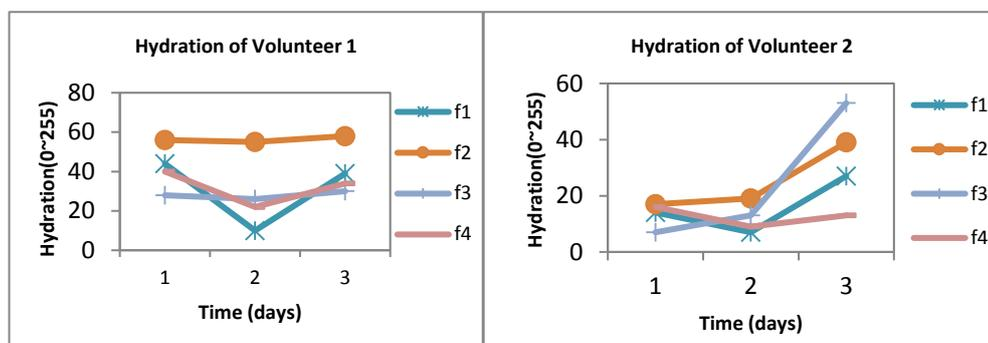 Hydration of Volunteer 1
Hydration(0~255)
80
60
40
20
0
1 2 3
Time (days)
f1
f2
f3
f4
Hydration of Volunteer 2
Hydration(0~255)
60
40
20
0
1 2 3
Time (days)
f1
f2
f3
f4